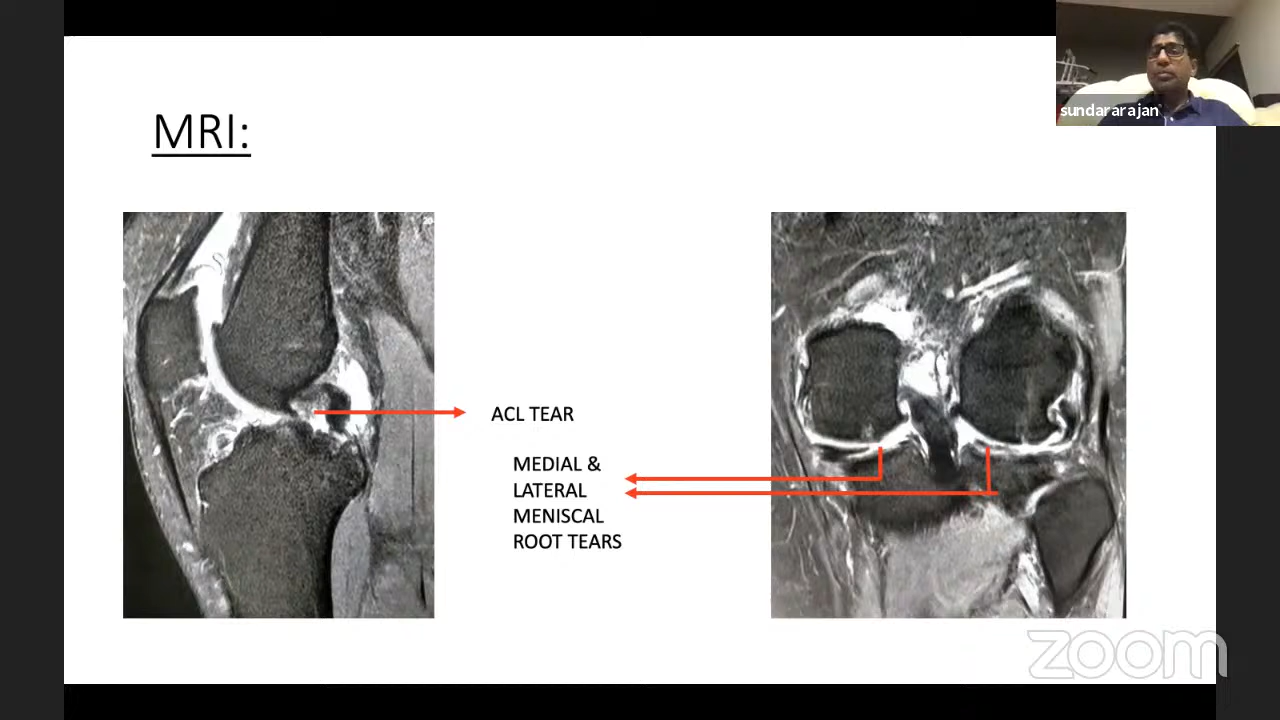 sundararajan
MRI:
ACL TEAR
MEDIAL &
LATERAL
MENISCAL
ROOT TEARS
zoom